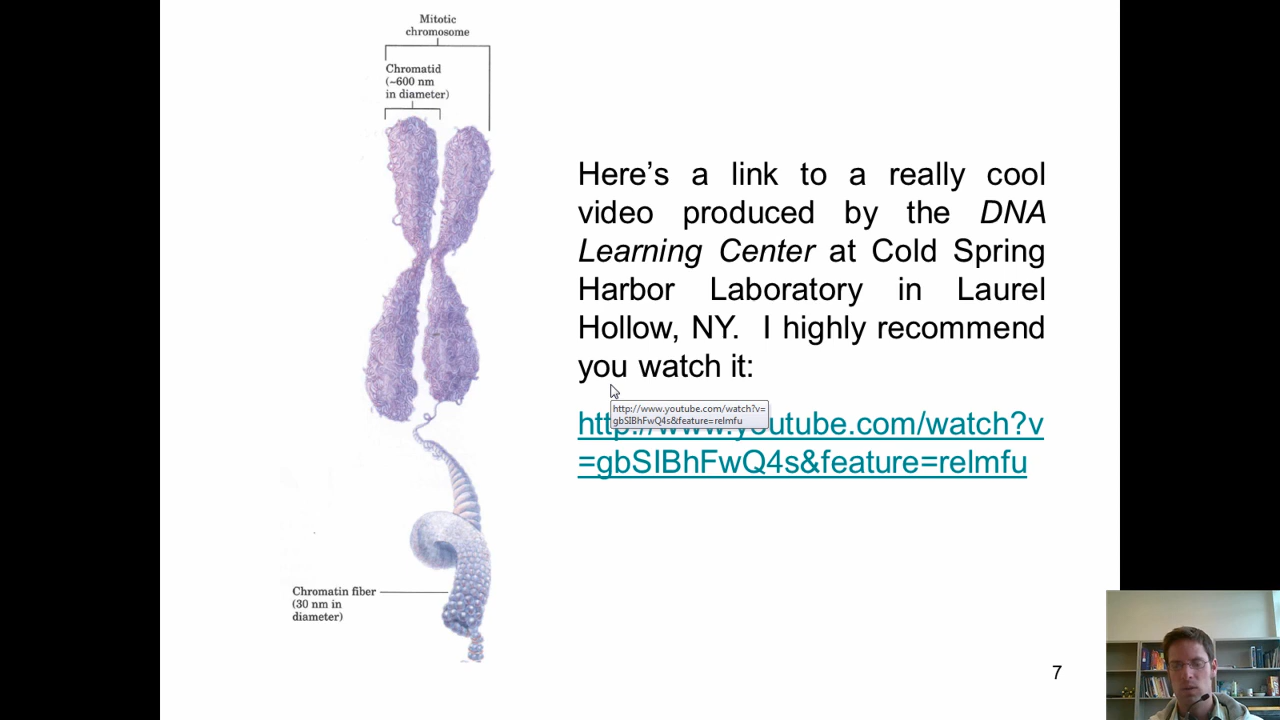 Mitotic
chromosome
Chromatid
(~600 nm
in diameter)
Here’s a link to a really cool
video produced by the DNA
Learning Center at Cold Spring
Harbor Laboratory in Laurel
Hollow, NY. I highly recommend
you watch it:
http://www.youtube.com/watch?v=
gbSIBhFwQ4s&feature=relmfu
http://www.youtube.com/watch?v
=gbSIBhFwQ4s&feature=relmfu
Chromatin fiber
(30 nm in
diameter)
7